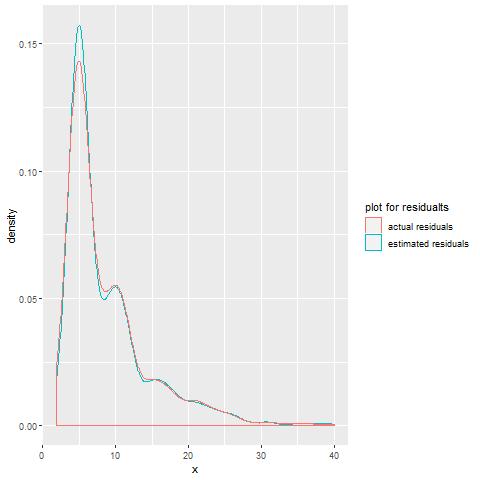 0.15
0.10
0.05
0.00
density
0 10 20 30 40
x
plot for residualts
actual residuals
estimated residuals